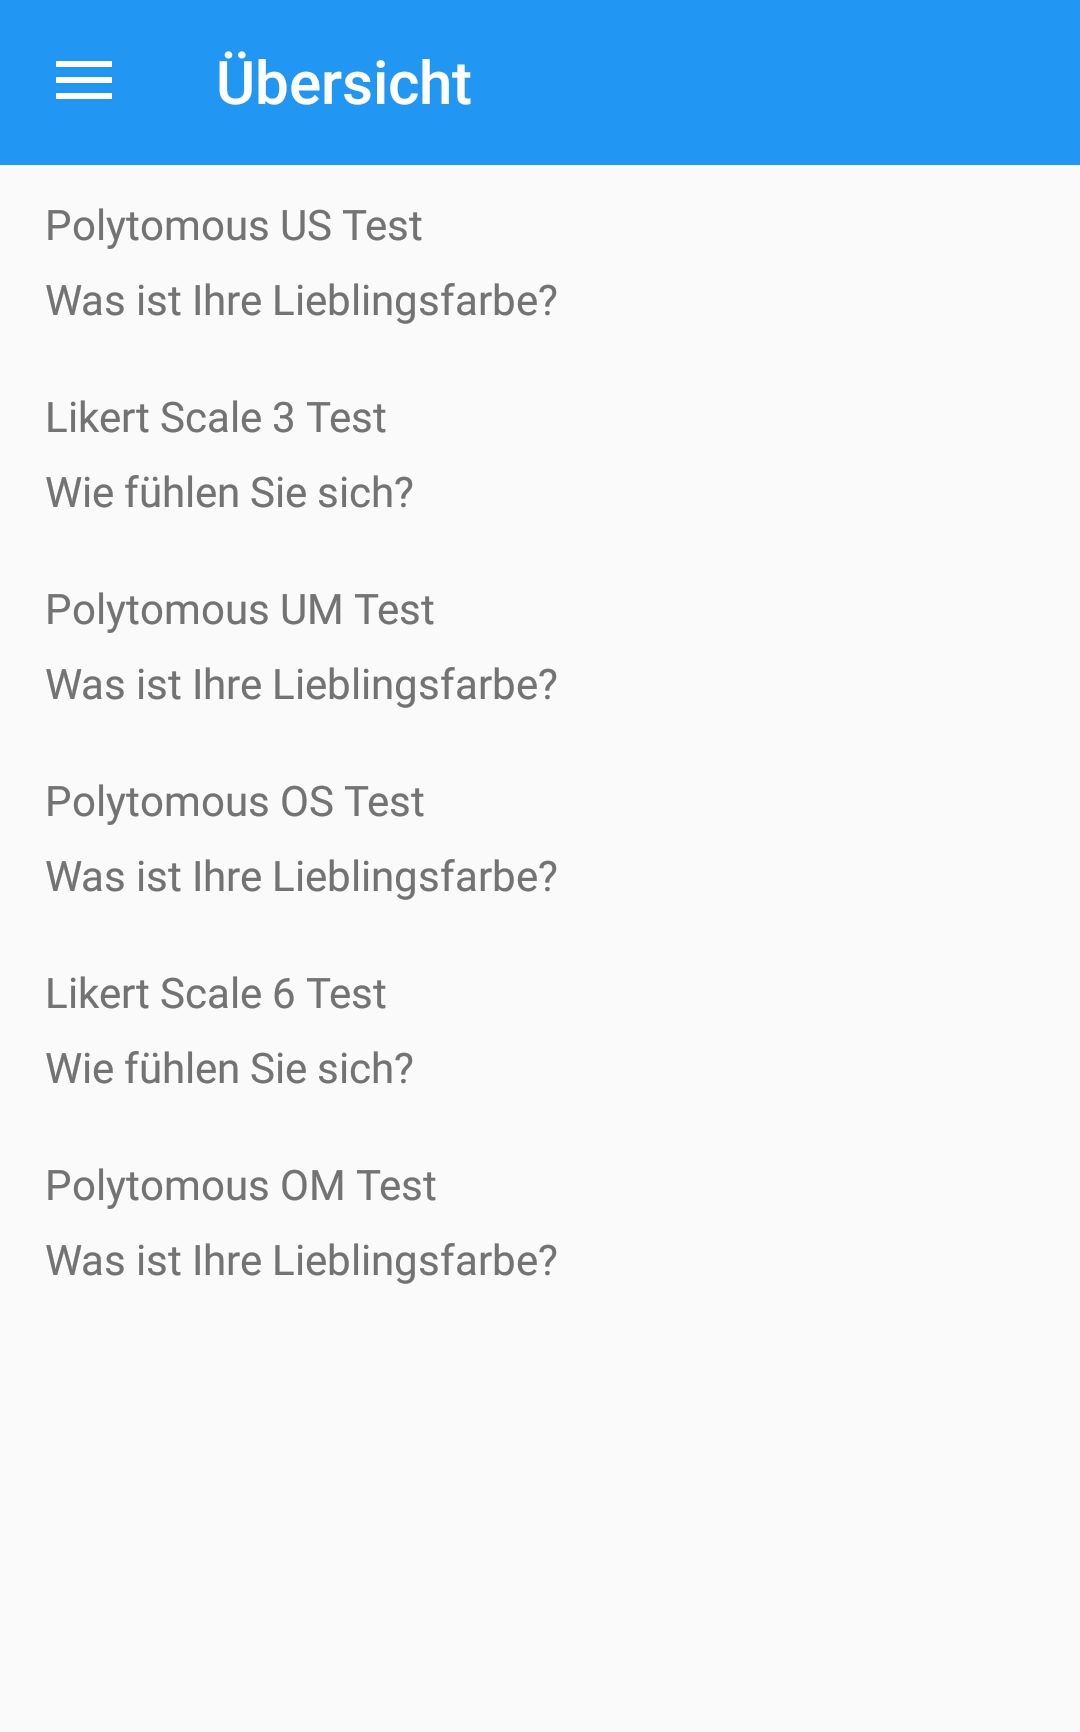 Übersicht
Polytomous US Test
Was ist Ihre Lieblingsfarbe?
Likert Scale 3 Test
Wie fühlen Sie sich?
Polytomous UM Test
Was ist Ihre Lieblingsfarbe?
Polytomous OS Test
Was ist Ihre Lieblingsfarbe?
Likert Scale 6 Test
Wie fühlen Sie sich?
Polytomous OM Test
Was ist Ihre Lieblingsfarbe?